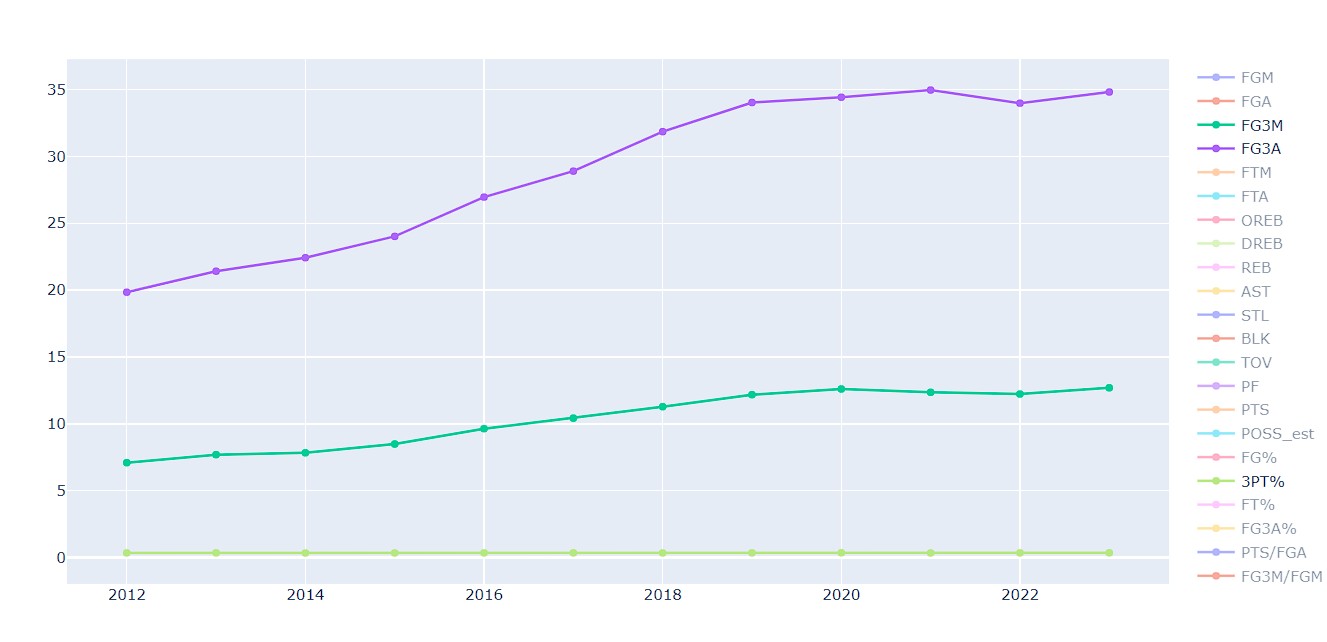 35
30
25
20
15
10
5
0
2012 2014 2016 2018 2020 2022
FGM
FGA
FG3M
FG3A
FTM
FTA
OREB
DREB
REB
AST
STL
BLK
TOV
PF
PTS
POSS_est
FG%
3PT%
FT%
FG3A%
PTS/FGA
FG3M/FGM